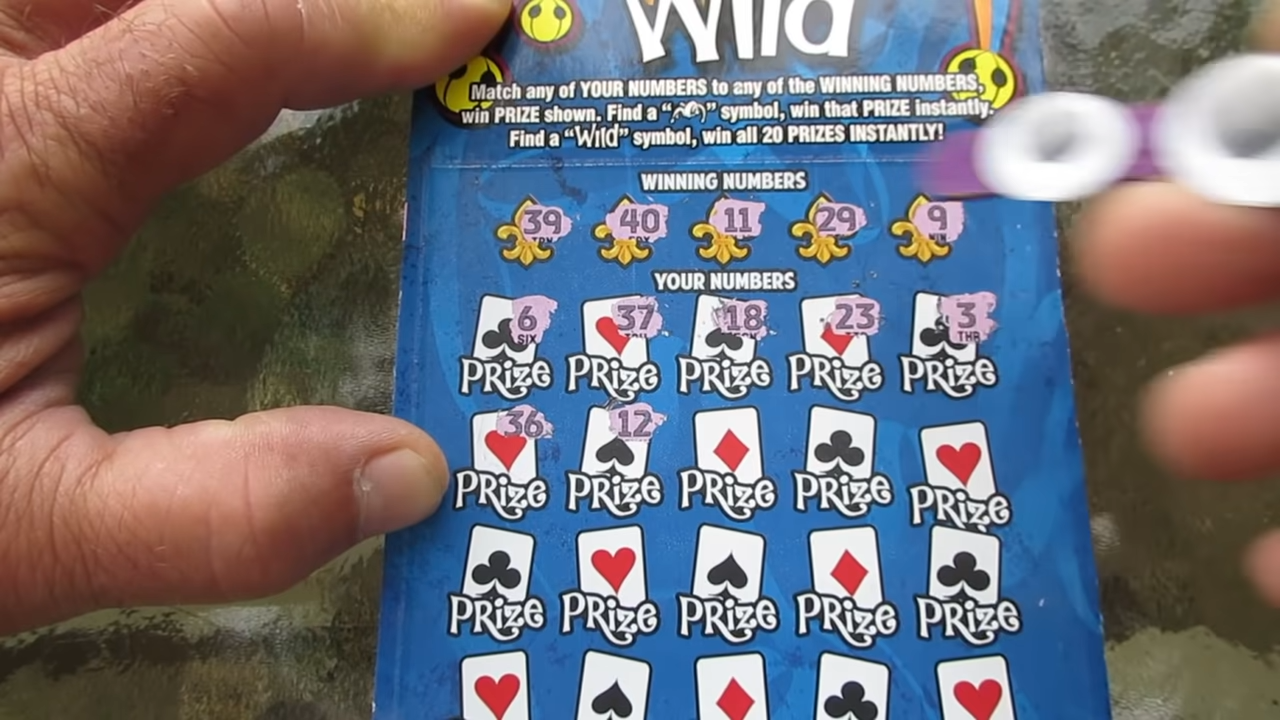 Wild
Match any of YOUR NUMBERS to any of the WINNING NUMBERS,
win PRIZE shown. Find a " " symbol, win that PRIZE instantly.
Find a "Wild" symbol, win all 20 PRIZES INSTANTLY!
WINNING NUMBERS
39 40 11 29 9
YOUR NUMBERS
6 37 18 23 3
SIX THR
PRIZE PRIZE PRIZE PRIZE PRIZE
36 12
PRIZE PRIZE PRIZE PRIZE PRIZE
PRIZE PRIZE PRIZE PRIZE PRIZE